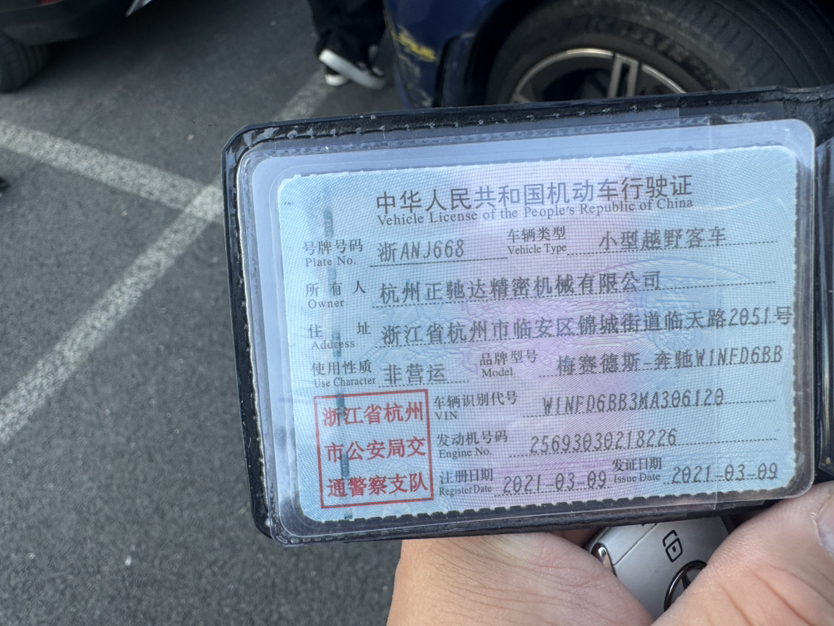 中华人民共和国机动车行驶证
Vehicle License of the People's Republic of China
号牌号码 浙ANJ668 车辆类型 小型越野客车
Plate No. Vehicle Type
所有人 杭州正驰达精密机械有限公司
Owner
住址 浙江省杭州市临安区锦城街道临天路2051号
Address
使用性质 非营运 品牌型号 梅赛德斯-奔驰W1NFD6BB
Use Character Model
浙江省杭州
市公安局交
通警察支队
车辆识别代号 W1NFD6BB3MA306120
VIN
发动机号码 25693030218226
Engine No.
注册日期 2021-03-09 发证日期 2021-03-09
Register Date Issue Date